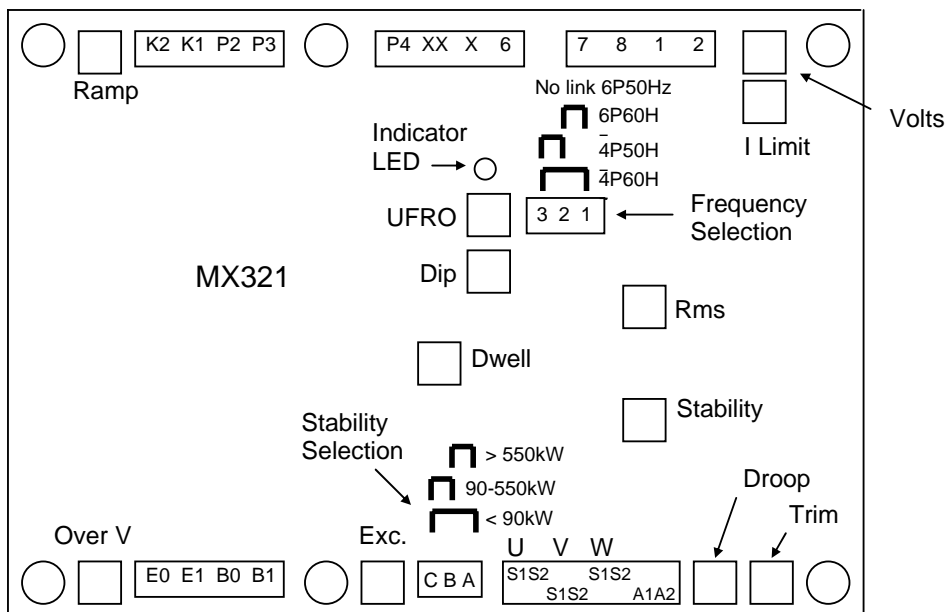 K2 K1 P2 P3
P4 XX X 6
7 8 1 2
Ramp
No link 6P50Hz
Volts
6P60H
Indicator
LED
4P50H
I Limit
4P60H
UFRO
3 2 1
Frequency
Selection
Dip
MX321
Rms
Dwell
Stability
Stability
Selection
> 550kW
90-550kW
< 90kW
Droop
Trim
Over V
Exc.
U V W
E0 E1 B0 B1
C B A
S1S2 S1S2
S1S2 A1A2